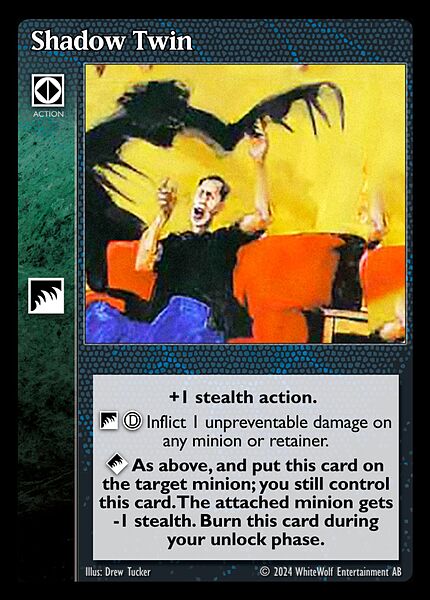 Shadow Twin
ACTION
+1 stealth action.
D Inflict 1 unpreventable damage on
any minion or retainer.
As above, and put this card on
the target minion; you still control
this card. The attached minion gets
-1 stealth. Burn this card during
your unlock phase.
Illus: Drew Tucker © 2024 WhiteWolf Entertainment AB